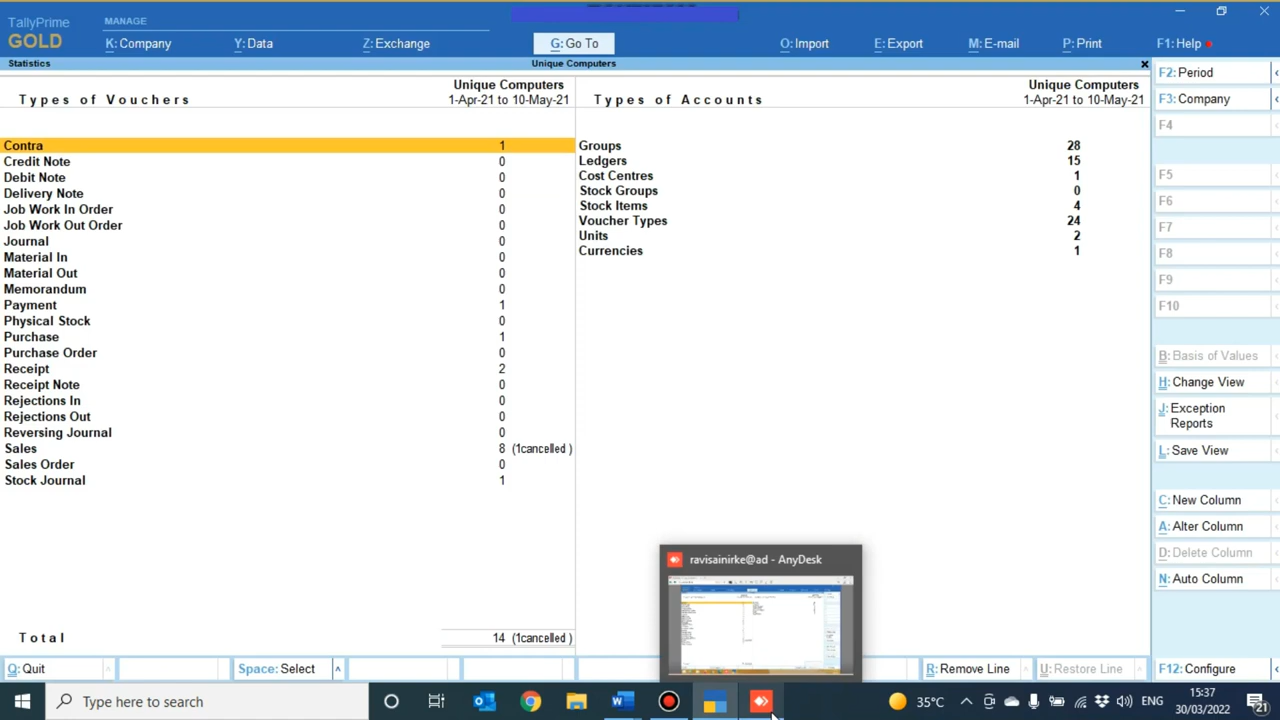 TallyPrime
GOLD
MANAGE
K: Company
Y: Data
Z: Exchange
G: Go To
O: Import
E: Export
M: E-mail
P: Print
F1: Help
Statistics
Unique Computers
Types of Vouchers
Unique Computers
1-Apr-21 to 10-May-21
Types of Accounts
Unique Computers
1-Apr-21 to 10-May-21
Contra 1
Credit Note 0
Debit Note 0
Delivery Note 0
Job Work In Order 0
Job Work Out Order 0
Journal 0
Material In 0
Material Out 0
Memorandum 0
Payment 1
Physical Stock 0
Purchase 1
Purchase Order 0
Receipt 2
Receipt Note 0
Rejections In 0
Rejections Out 0
Reversing Journal 0
Sales 8 (1cancelled )
Sales Order 0
Stock Journal 1
Total 14 (1cancelled )
Groups 28
Ledgers 15
Cost Centres 1
Stock Groups 0
Stock Items 4
Voucher Types 24
Units 2
Currencies 1
F2: Period
F3: Company
F4
F5
F6
F7
F8
F9
F10
B: Basis of Values
H: Change View
J: Exception
Reports
L: Save View
C: New Column
A: Alter Column
D: Delete Column
N: Auto Column
ravisainirke@ad - AnyDesk
Q: Quit
Space: Select
R: Remove Line
U: Restore Line
F12: Configure
Type here to search
35°C
ENG
15:37
30/03/2022
21